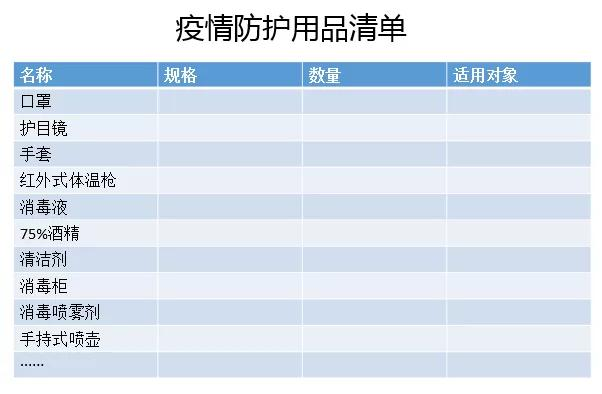 疫情防护用品清单
名称 规格 数量 适用对象
口罩
护目镜
手套
红外式体温枪
消毒液
75%酒精
清洁剂
消毒柜
消毒喷雾剂
手持式喷壶
……